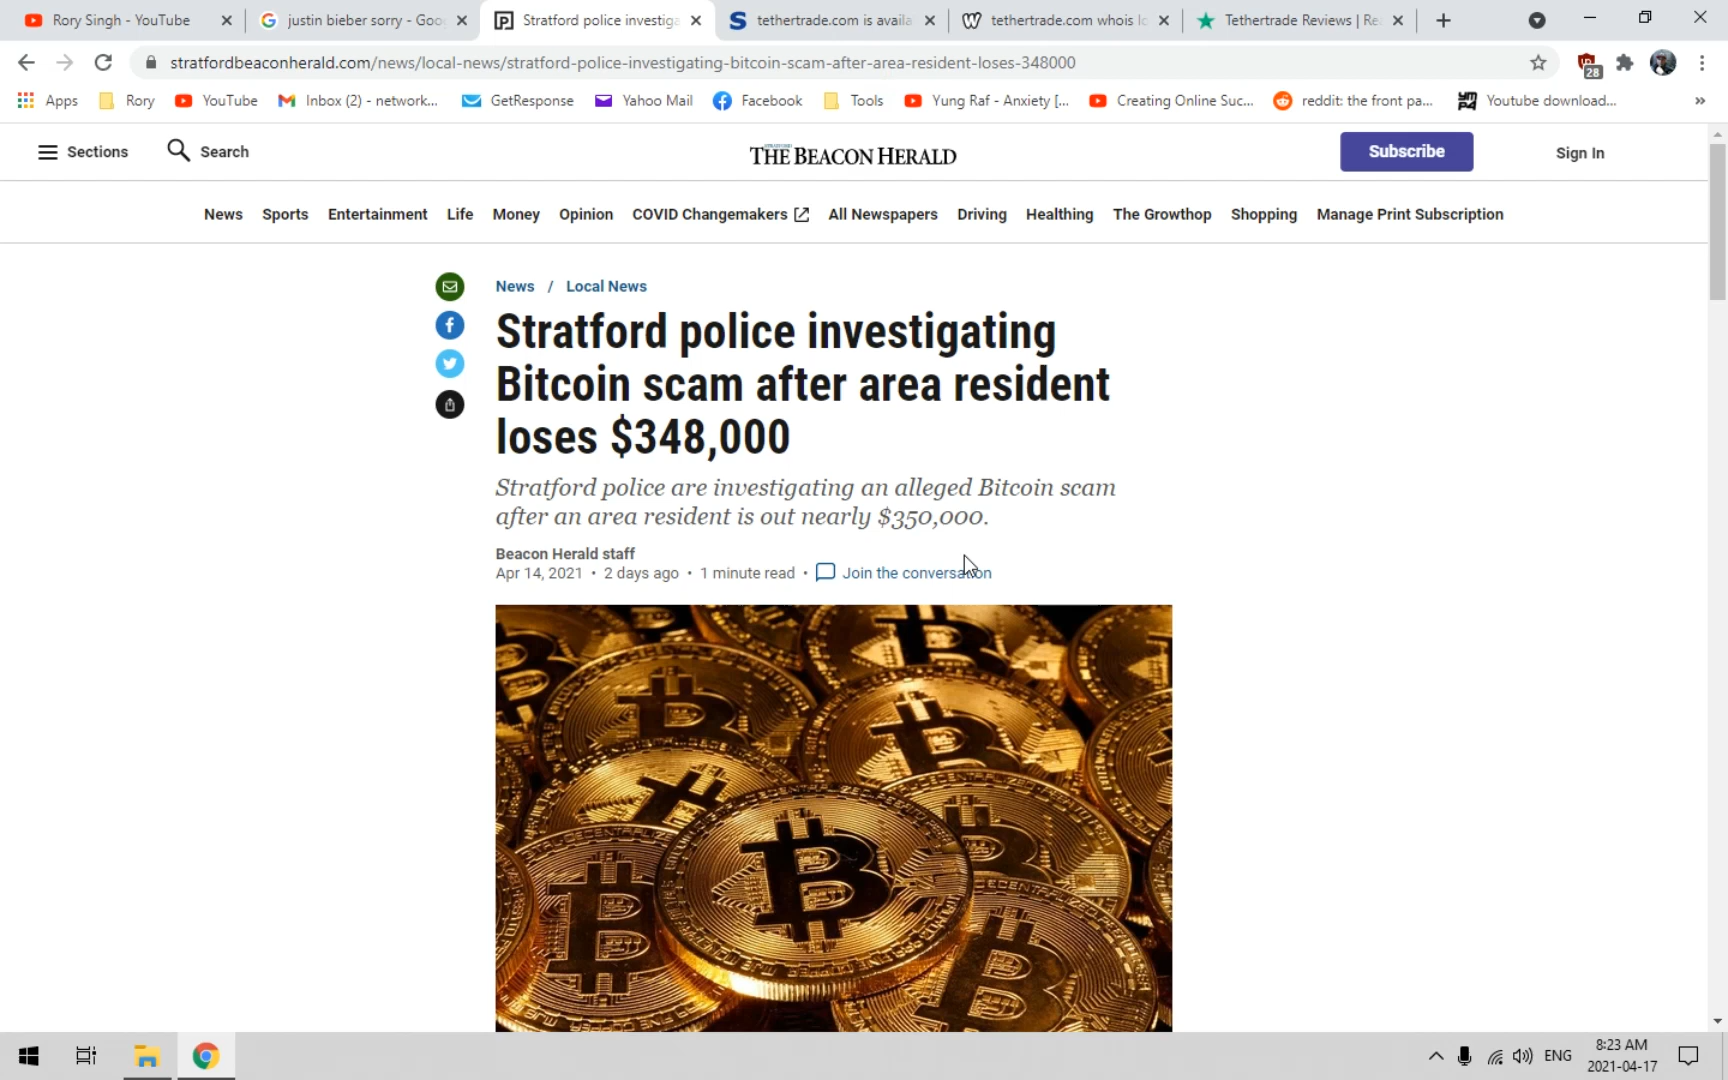 Rory Singh - YouTube
justin bieber sorry - Goo
Stratford police investiga
tethertrade.com is availa
tethertrade.com whois lo
Tethertrade Reviews | Re
stratfordbeaconherald.com/news/local-news/stratford-police-investigating-bitcoin-scam-after-area-resident-loses-348000
28
Apps
Rory
YouTube
Inbox (2) - network...
GetResponse
Yahoo Mail
Facebook
Tools
Yung Raf - Anxiety [...
Creating Online Suc...
reddit: the front pa...
Youtube download...
Sections
Search
STRATFORD
THE BEACON HERALD
Subscribe
Sign In
News Sports Entertainment Life Money Opinion COVID Changemakers All Newspapers Driving Healthing The Growthop Shopping Manage Print Subscription
News / Local News
Stratford police investigating
Bitcoin scam after area resident
loses $348,000
Stratford police are investigating an alleged Bitcoin scam
after an area resident is out nearly $350,000.
Beacon Herald staff
Apr 14, 2021 • 2 days ago • 1 minute read • Join the conversation
ENG
8:23 AM
2021-04-17